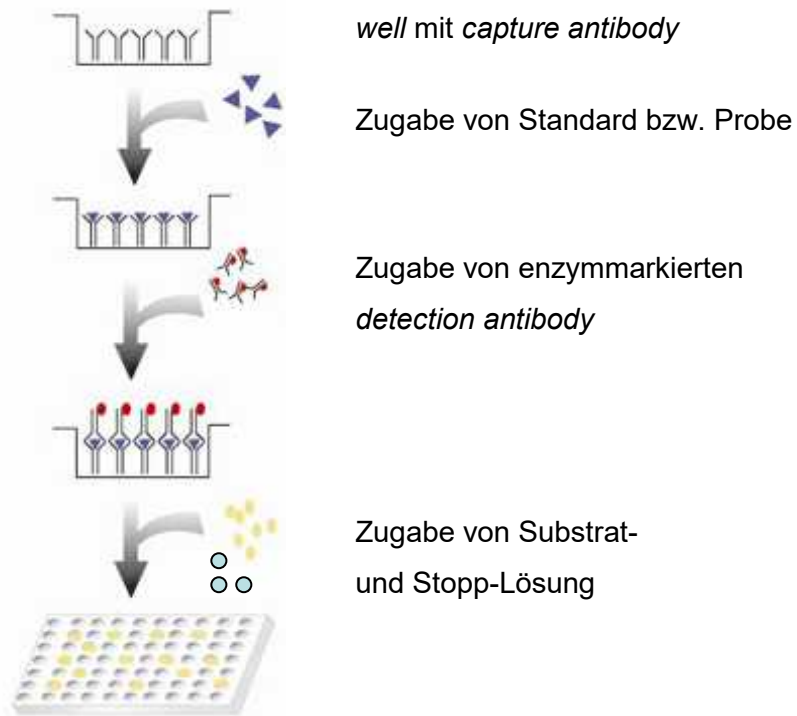 well mit capture antibody
Zugabe von Standard bzw. Probe
Zugabe von enzymmarkierten
detection antibody
Zugabe von Substrat-
und Stopp-Lösung